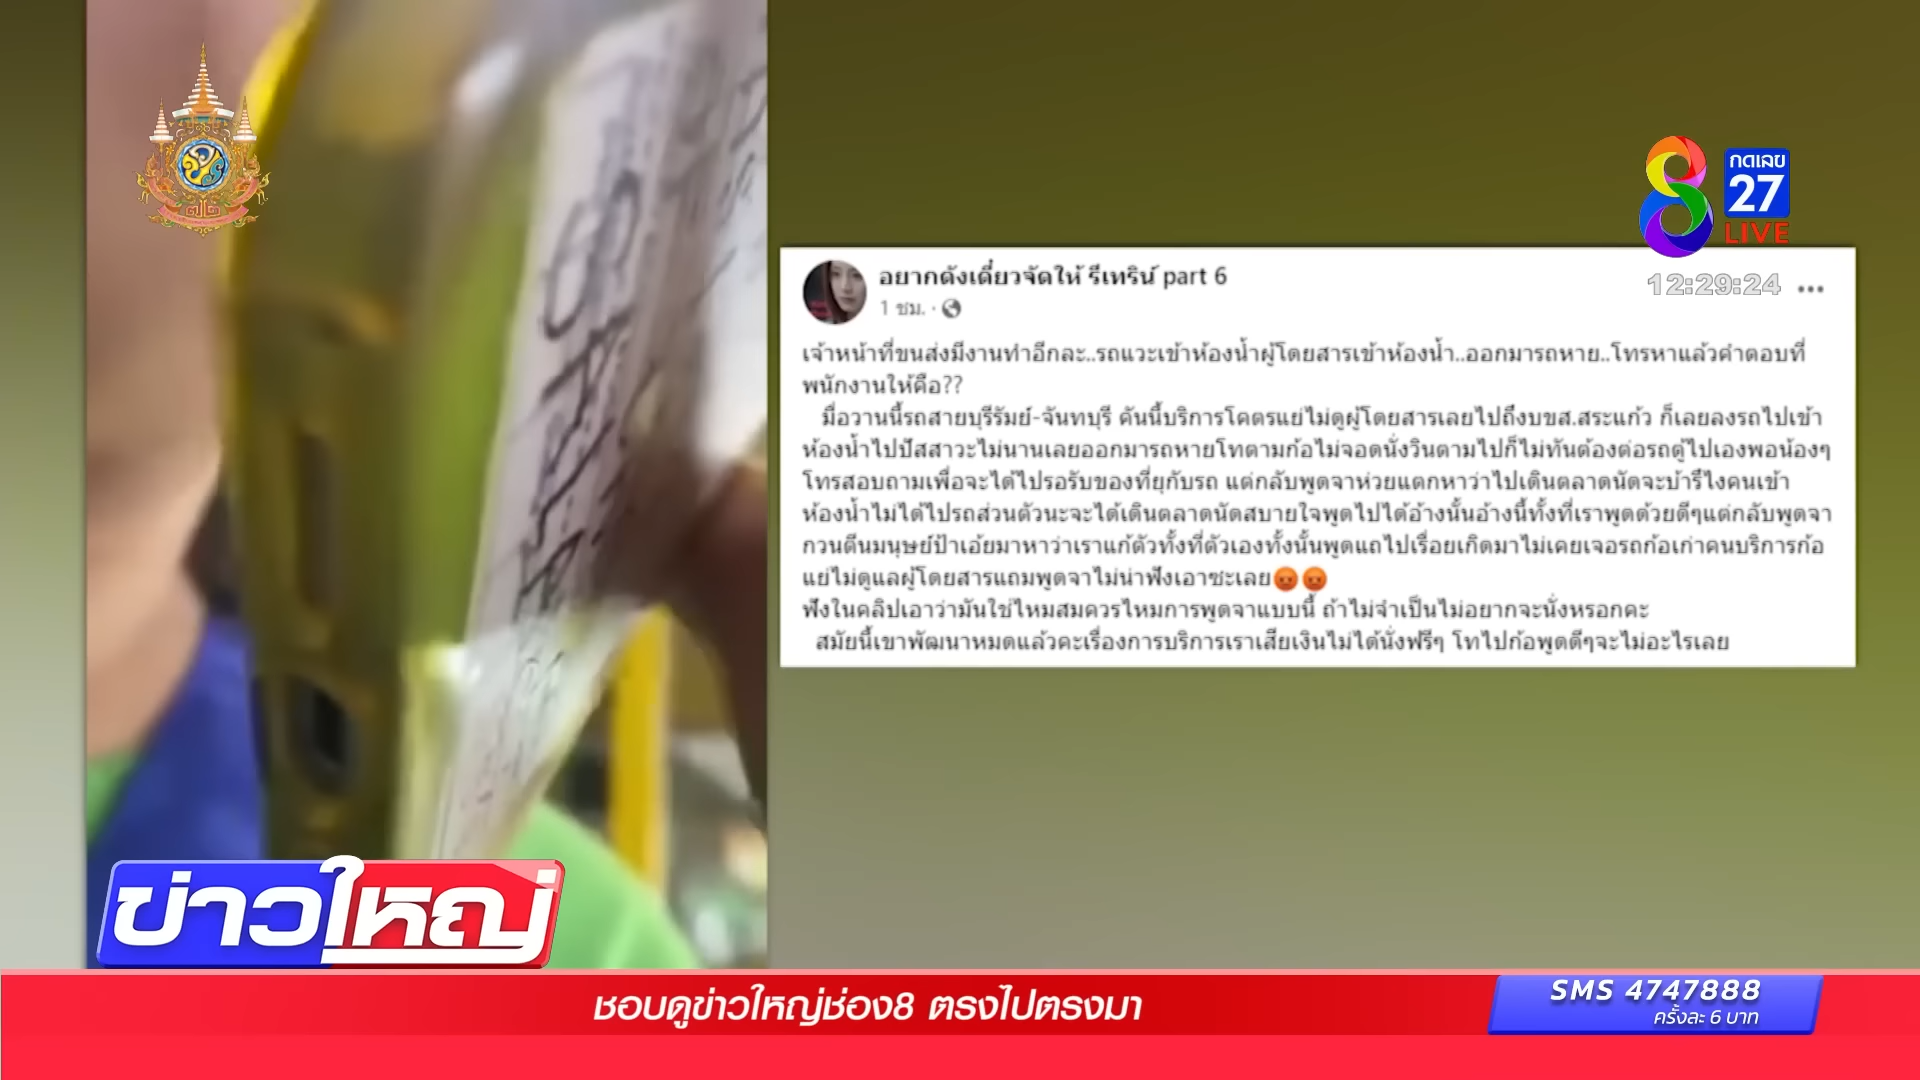 กดเลข
27
LIVE
12:29:24
อยากดังเดี๋ยวจัดให้ รีเทริน์ part 6
1 ชม.
เจ้าหน้าที่ขนส่งมีงานทำอีกละ..รถแวะเข้าห้องน้ำผู้โดยสารเข้าห้องน้ำ..ออกมารถหาย..โทรหาแล้วคำตอบที่
พนักงานให้คือ??
มื่อวานนี้รถสายบุรีรัมย์-จันทบุรี คันนี้บริการโคตรแย่ไม่ดูผู้โดยสารเลยไปถึงบขส.สระแก้ว ก็เลยลงรถไปเข้า
ห้องน้ำไปปัสสาวะไม่นานเลยออกมารถหายโทตามก้อไม่จอดนั่งวินตามไปก็ไม่ทันต้องต่อรถตู้ไปเองพอน้องๆ
โทรสอบถามเพื่อจะได้ไปรอรับของที่ยุกับรถ แต่กลับพูดจาห่วยแตกหาว่าไปเดินตลาดนัดจะบ้ารึไงคนเข้า
ห้องน้ำไม่ได้ไปรถส่วนตัวนะจะได้เดินตลาดนัดสบายใจพูดไปได้อ้างนั้นอ้างนี้ทั้งที่เราพูดด้วยดีๆแต่กลับพูดจา
กวนตีนมนุษย์ป้าเอ้ยมาหาว่าเราแก้ตัวทั้งที่ตัวเองทั้งนั้นพูดแถไปเรื่อยเกิดมาไม่เคยเจอรถก้อเก่าคนบริการก้อ
แย่ไม่ดูแลผู้โดยสารแถมพูดจาไม่น่าฟังเอาซะเลย😡😡
ฟังในคลิปเอาว่ามันใช่ไหมสมควรไหมการพูดจาแบบนี้ ถ้าไม่จำเป็นไม่อยากจะนั่งหรอกคะ
สมัยนี้เขาพัฒนาหมดแล้วคะเรื่องการบริการเราเสียเงินไม่ได้นั่งฟรีๆ โทไปก้อพูดดีๆจะไม่อะไรเลย
ข่าวใหญ่
ชอบดูข่าวใหญ่ช่อง8 ตรงไปตรงมา
SMS 4747888
ครั้งละ 6 บาท